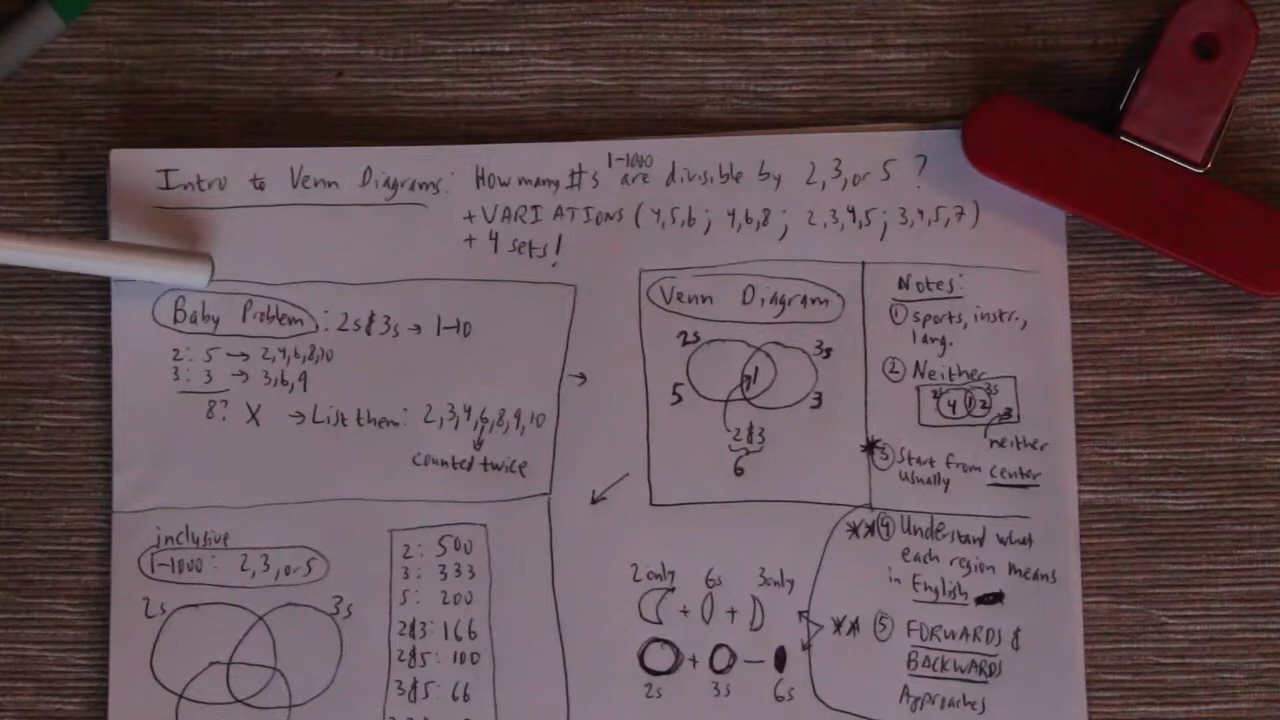 Intro to Venn Diagrams: How many #s 1-1000 are divisible by 2,3, or 5 ?
+ VARIATIONS (4,5,6 ; 4,6,8 ; 2,3,4,5 ; 3,4,5,7)
+ 4 sets!
Baby Problem : 2s & 3s → 1-10
2: 5 → 2,4,6,8,10
3: 3 → 3,6,9
8? X → List them: 2,3,4,6,8,9,10
counted twice
Venn Diagram
2s 3s
1
5 3
2&3
6
Notes:
① sports, instr.,
lang.
② Neither
2s 3s
4 1 2
3
neither
* ③ Start from center
usually
** ④ Understand what
each region means
in English
** ⑤ FORWARDS &
BACKWARDS
Approaches
inclusive
1-1000: 2,3, or 5
2s 3s
2: 500
3: 333
5: 200
2&3: 166
2&5: 100
3&5: 66
2 only 6s 3 only
+ +
+ −
2s 3s 6s